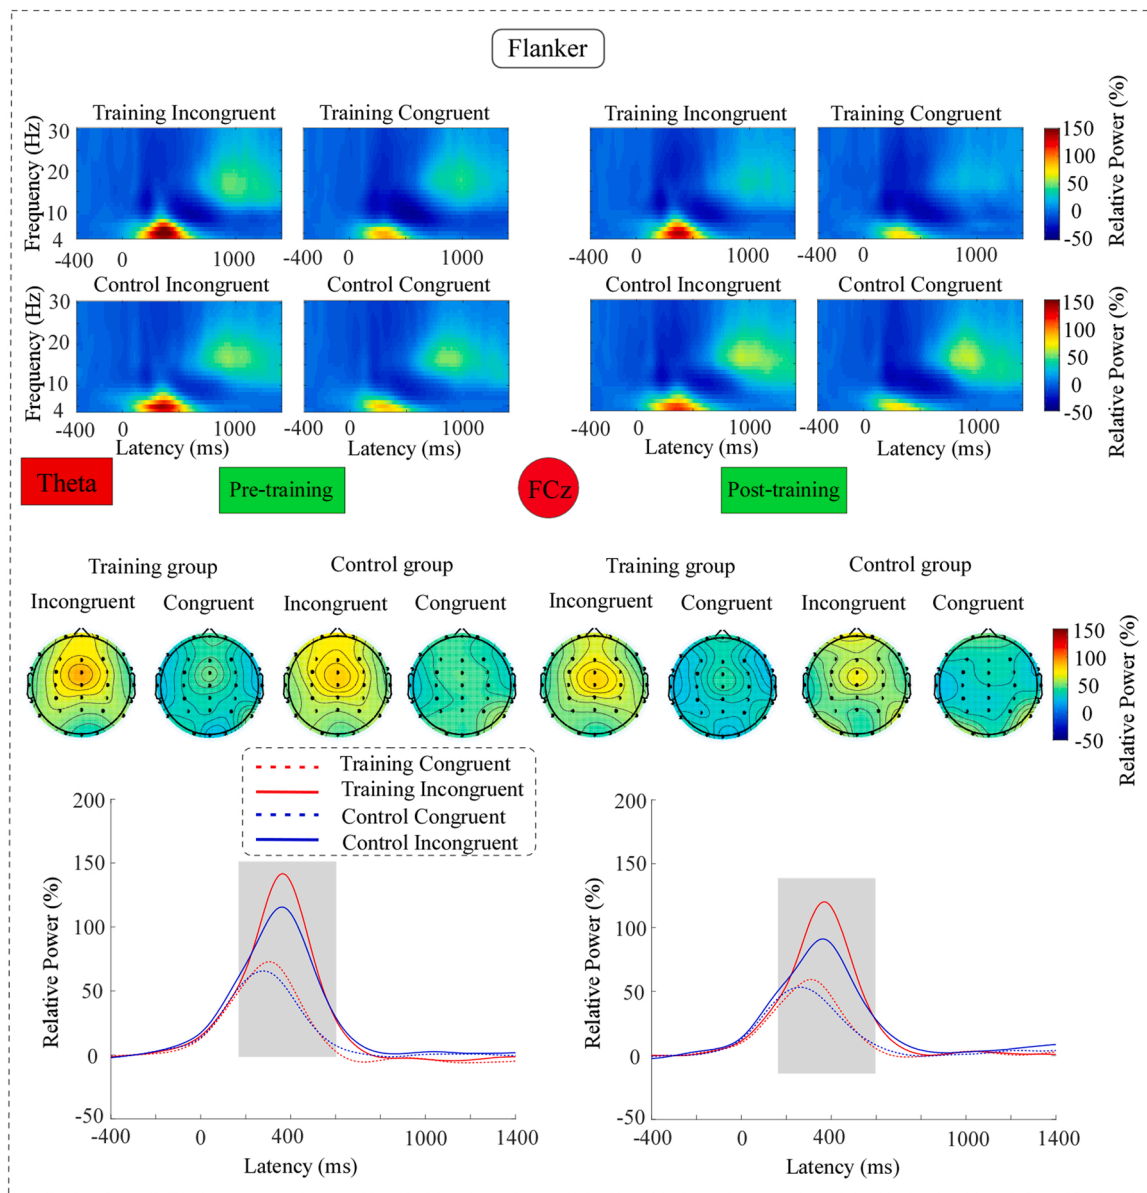 Flanker
Training Incongruent Training Congruent Training Incongruent Training Congruent
Frequency (Hz)
30
20
10
4
-400 0 1000 -400 0 1000 -400 0 1000 -400 0 1000
150
100
50
0
-50
Relative Power (%)
Control Incongruent Control Congruent Control Incongruent Control Congruent
Frequency (Hz)
30
20
10
4
-400 0 1000 -400 0 1000 -400 0 1000 -400 0 1000
Latency (ms) Latency (ms) Latency (ms) Latency (ms)
150
100
50
0
-50
Relative Power (%)
Theta Pre-training FCz Post-training
Training group Control group Training group Control group
Incongruent Congruent Incongruent Congruent Incongruent Congruent Incongruent Congruent
150
100
50
0
-50
Relative Power (%)
Training Congruent
Training Incongruent
Control Congruent
Control Incongruent
Relative Power (%)
200
150
100
50
0
-50
-400 0 400 1000 1400
Latency (ms)
Relative Power (%)
200
150
100
50
0
-50
-400 0 400 1000 1400
Latency (ms)